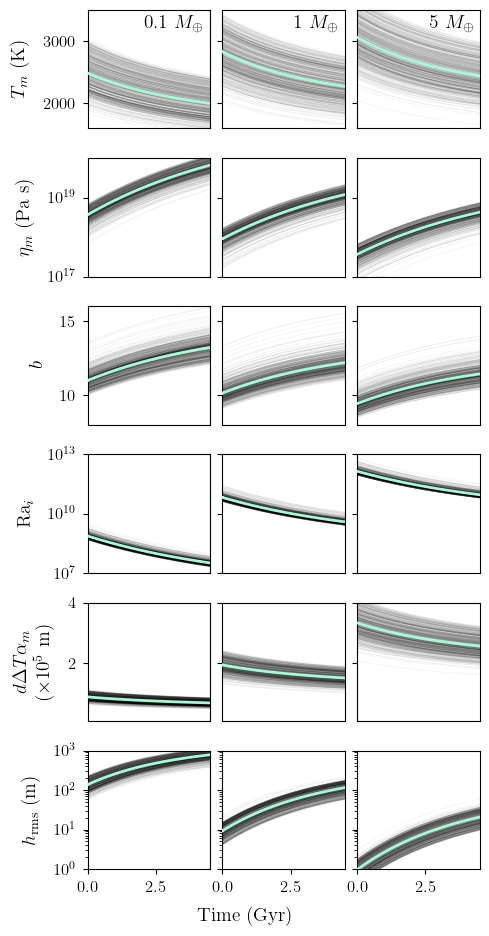 0.1 M⊕ 1 M⊕ 5 M⊕
3000
2000
T_m (K)
10^19
10^17
η_m (Pa s)
15
10
b
10^13
10^10
10^7
Ra_i
4
2
dΔTα_m
(×10^5 m)
10^3
10^2
10^1
10^0
h_rms (m)
0.0 2.5 0.0 2.5 0.0 2.5
Time (Gyr)